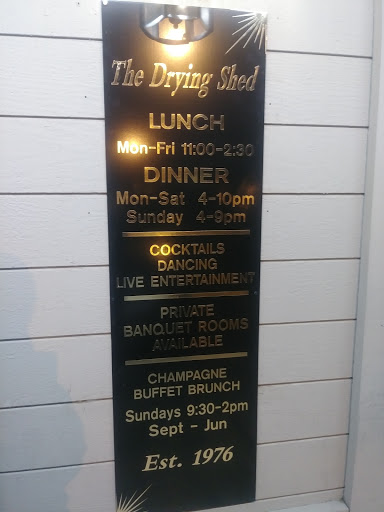 The Drying Shed
LUNCH
Mon-Fri 11:00-2:30
DINNER
Mon-Sat 4-10pm
Sunday 4-9pm
COCKTAILS
DANCING
LIVE ENTERTAINMENT
PRIVATE
BANQUET ROOMS
AVAILABLE
CHAMPAGNE
BUFFET BRUNCH
Sundays 9:30-2pm
Sept - Jun
Est. 1976